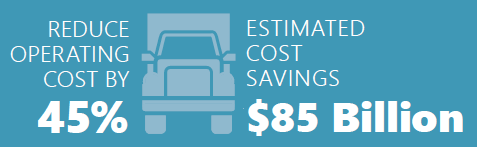 REDUCE
OPERATING
COST BY
45%
ESTIMATED
COST
SAVINGS
$85 Billion